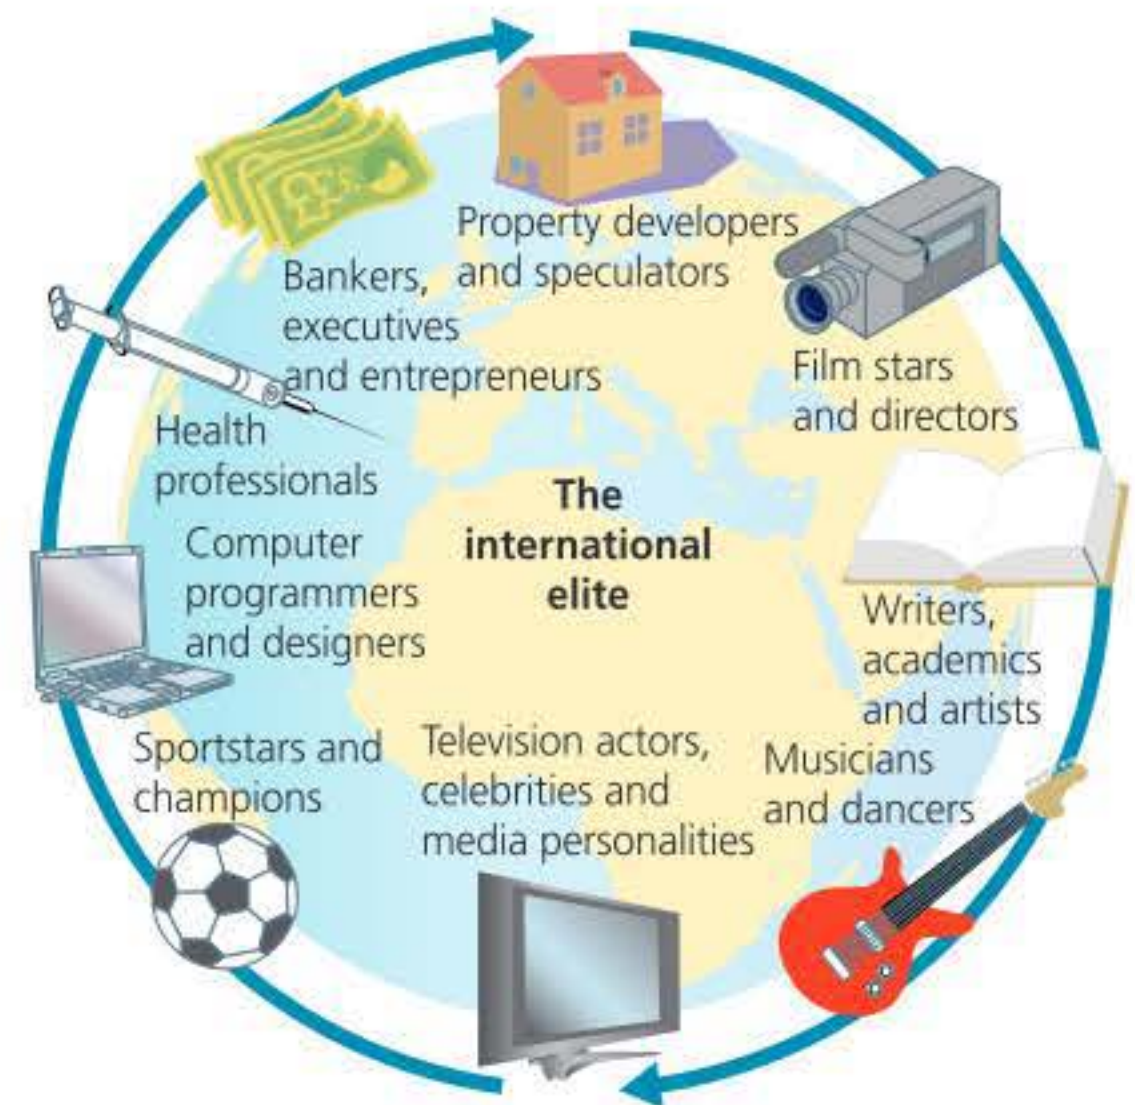 Property developers
and speculators
Bankers,
executives
and entrepreneurs
Film stars
and directors
Health
professionals
The
international
elite
Computer
programmers
and designers
Writers,
academics
and artists
Sportstars and
champions
Television actors,
celebrities and
media personalities
Musicians
and dancers